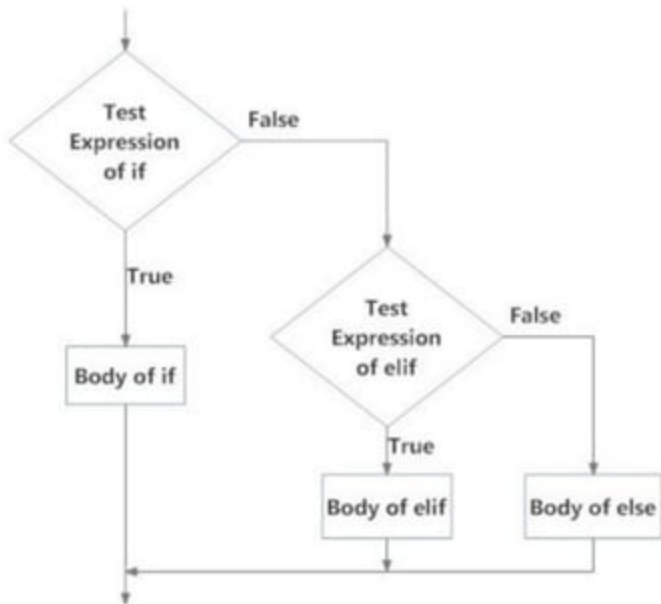 Test
Expression
of if
False
True
Body of if
Test
Expression
of elif
False
True
Body of elif
Body of else